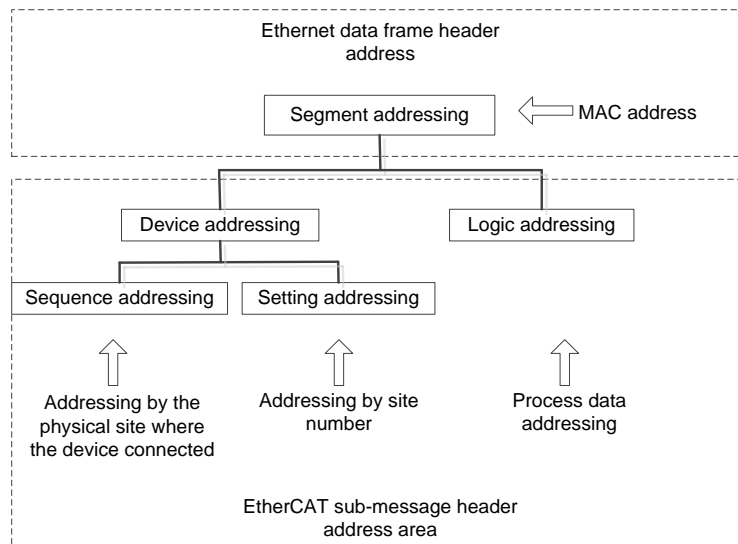 Ethernet data frame header
address
Segment addressing
MAC address
Device addressing
Logic addressing
Sequence addressing
Setting addressing
Addressing by the
physical site where
the device connected
Addressing by site
number
Process data
addressing
EtherCAT sub-message header
address area